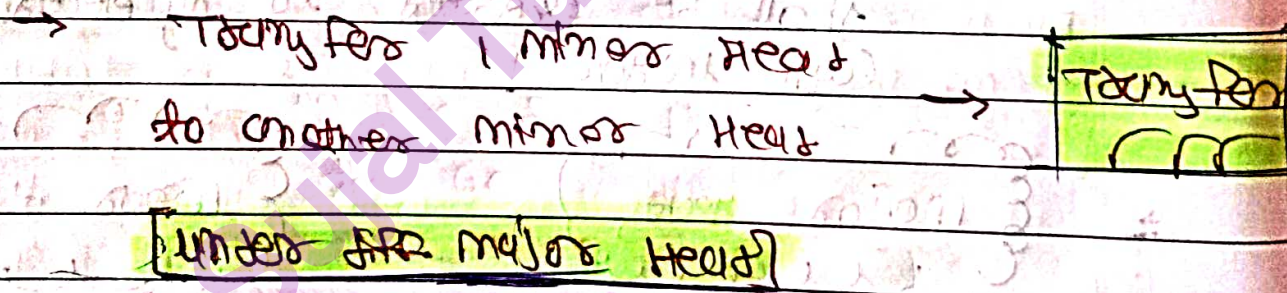 → Transfer 1 minor Head
to another minor Head → Transfer
[under the major Head]